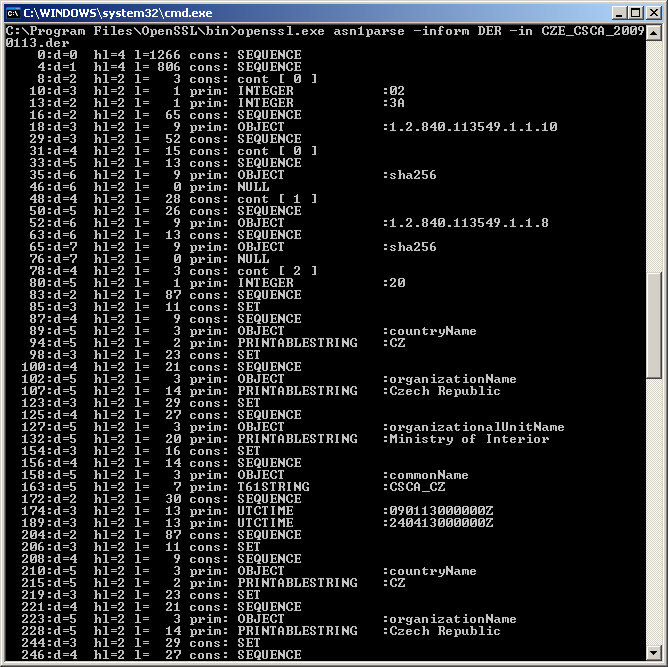 C:\WINDOWS\system32\cmd.exe
C:\Program Files\OpenSSL\bin>openssl.exe asn1parse -inform DER -in CZE_CSCA_2009
0113.der
    0:d=0  hl=4 l=1266 cons: SEQUENCE
    4:d=1  hl=4 l= 806 cons: SEQUENCE
    8:d=2  hl=2 l=   3 cons: cont [ 0 ]
   10:d=3  hl=2 l=   1 prim: INTEGER           :02
   13:d=2  hl=2 l=   1 prim: INTEGER           :3A
   16:d=2  hl=2 l=  65 cons: SEQUENCE
   18:d=3  hl=2 l=   9 prim: OBJECT            :1.2.840.113549.1.1.10
   29:d=3  hl=2 l=  52 cons: SEQUENCE
   31:d=4  hl=2 l=  15 cons: cont [ 0 ]
   33:d=5  hl=2 l=  13 cons: SEQUENCE
   35:d=6  hl=2 l=   9 prim: OBJECT            :sha256
   46:d=6  hl=2 l=   0 prim: NULL
   48:d=4  hl=2 l=  28 cons: cont [ 1 ]
   50:d=5  hl=2 l=  26 cons: SEQUENCE
   52:d=6  hl=2 l=   9 prim: OBJECT            :1.2.840.113549.1.1.8
   63:d=6  hl=2 l=  13 cons: SEQUENCE
   65:d=7  hl=2 l=   9 prim: OBJECT            :sha256
   76:d=7  hl=2 l=   0 prim: NULL
   78:d=4  hl=2 l=   3 cons: cont [ 2 ]
   80:d=5  hl=2 l=   1 prim: INTEGER           :20
   83:d=2  hl=2 l=  87 cons: SEQUENCE
   85:d=3  hl=2 l=  11 cons: SET
   87:d=4  hl=2 l=   9 cons: SEQUENCE
   89:d=5  hl=2 l=   3 prim: OBJECT            :countryName
   94:d=5  hl=2 l=   2 prim: PRINTABLESTRING   :CZ
   98:d=3  hl=2 l=  23 cons: SET
  100:d=4  hl=2 l=  21 cons: SEQUENCE
  102:d=5  hl=2 l=   3 prim: OBJECT            :organizationName
  107:d=5  hl=2 l=  14 prim: PRINTABLESTRING   :Czech Republic
  123:d=3  hl=2 l=  29 cons: SET
  125:d=4  hl=2 l=  27 cons: SEQUENCE
  127:d=5  hl=2 l=   3 prim: OBJECT            :organizationalUnitName
  132:d=5  hl=2 l=  20 prim: PRINTABLESTRING   :Ministry of Interior
  154:d=3  hl=2 l=  16 cons: SET
  156:d=4  hl=2 l=  14 cons: SEQUENCE
  158:d=5  hl=2 l=   3 prim: OBJECT            :commonName
  163:d=5  hl=2 l=   7 prim: T61STRING         :CSCA_CZ
  172:d=2  hl=2 l=  30 cons: SEQUENCE
  174:d=3  hl=2 l=  13 prim: UTCTIME           :090113000000Z
  189:d=3  hl=2 l=  13 prim: UTCTIME           :240413000000Z
  204:d=2  hl=2 l=  87 cons: SEQUENCE
  206:d=3  hl=2 l=  11 cons: SET
  208:d=4  hl=2 l=   9 cons: SEQUENCE
  210:d=5  hl=2 l=   3 prim: OBJECT            :countryName
  215:d=5  hl=2 l=   2 prim: PRINTABLESTRING   :CZ
  219:d=3  hl=2 l=  23 cons: SET
  221:d=4  hl=2 l=  21 cons: SEQUENCE
  223:d=5  hl=2 l=   3 prim: OBJECT            :organizationName
  228:d=5  hl=2 l=  14 prim: PRINTABLESTRING   :Czech Republic
  244:d=3  hl=2 l=  29 cons: SET
  246:d=4  hl=2 l=  27 cons: SEQUENCE